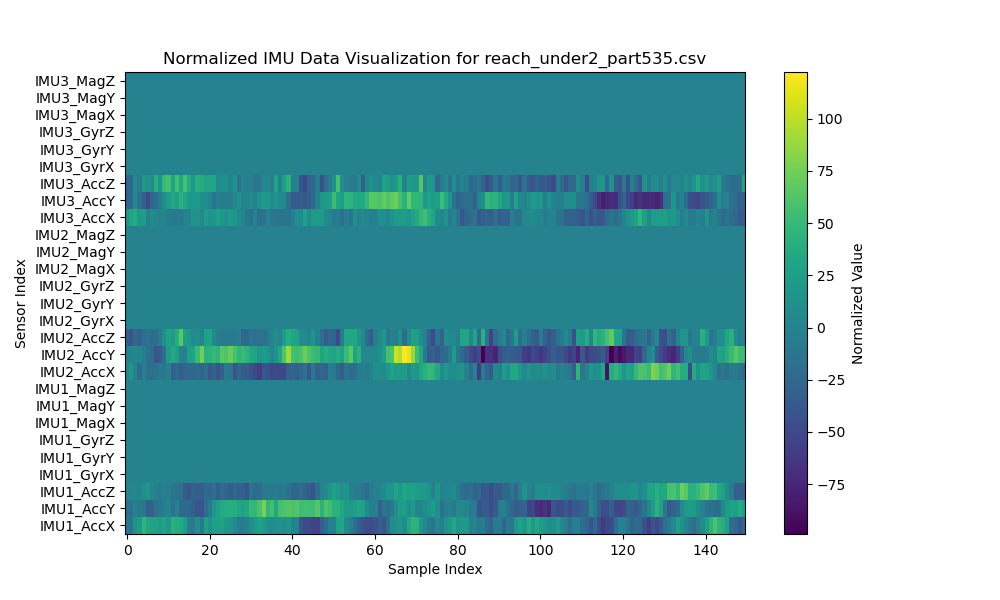 Normalized IMU Data Visualization for reach_under2_part535.csv
IMU3_MagZ
IMU3_MagY
IMU3_MagX
IMU3_GyrZ
IMU3_GyrY
IMU3_GyrX
IMU3_AccZ
IMU3_AccY
IMU3_AccX
IMU2_MagZ
IMU2_MagY
IMU2_MagX
IMU2_GyrZ
IMU2_GyrY
IMU2_GyrX
IMU2_AccZ
IMU2_AccY
IMU2_AccX
IMU1_MagZ
IMU1_MagY
IMU1_MagX
IMU1_GyrZ
IMU1_GyrY
IMU1_GyrX
IMU1_AccZ
IMU1_AccY
IMU1_AccX
Sensor Index
0 20 40 60 80 100 120 140
Sample Index
100
75
50
25
0
−25
−50
−75
Normalized Value